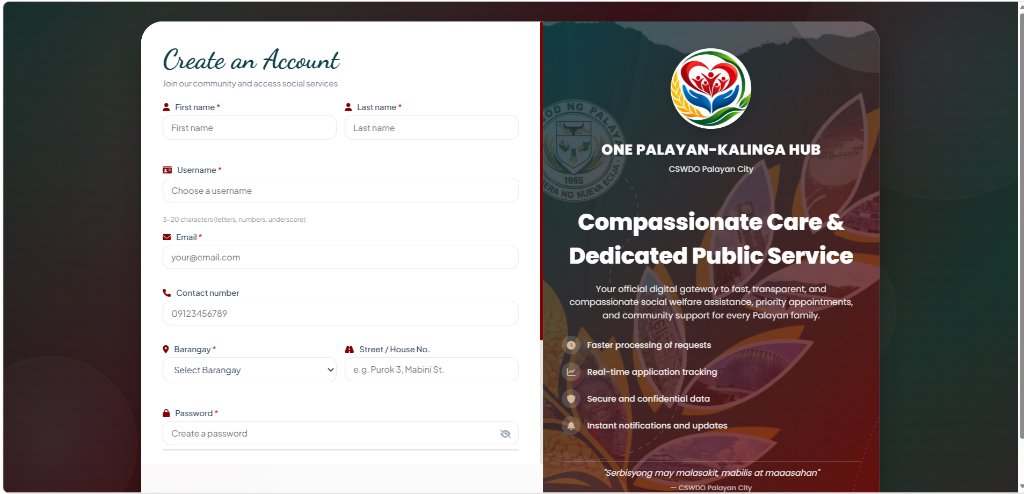 Create an Account
Join our community and access social services
First name *
Last name *
First name
Last name
Username *
Choose a username
3-20 characters (letters, numbers, underscore)
Email *
your@email.com
Contact number
09123456789
Barangay *
Street / House No.
Select Barangay
e.g. Purok 3, Mabini St.
Password *
Create a password
NG PALAYA
1965
NUEVA ECIJA
ONE PALAYAN-KALINGA HUB
CSWDO Palayan City
Compassionate Care &
Dedicated Public Service
Your official digital gateway to fast, transparent, and
compassionate social welfare assistance, priority appointments,
and community support for every Palayan family.
Faster processing of requests
Real-time application tracking
Secure and confidential data
Instant notifications and updates
"Serbisyong may malasakit, mabilis at maaasahan"
— CSWDO Palayan City